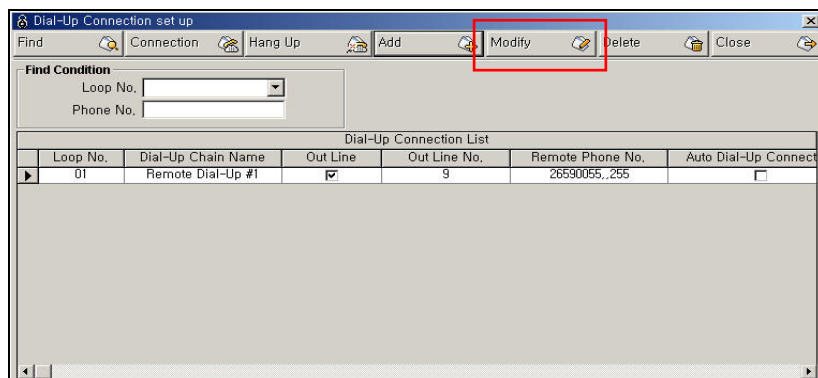 Dial-Up Connection set up
Find Connection Hang Up Add Modify Delete Close
Find Condition
Loop No.
Phone No.
Dial-Up Connection List
Loop No. Dial-Up Chain Name Out Line Out Line No. Remote Phone No. Auto Dial-Up Connect
01 Remote Dial-Up #1 9 26590055,,255